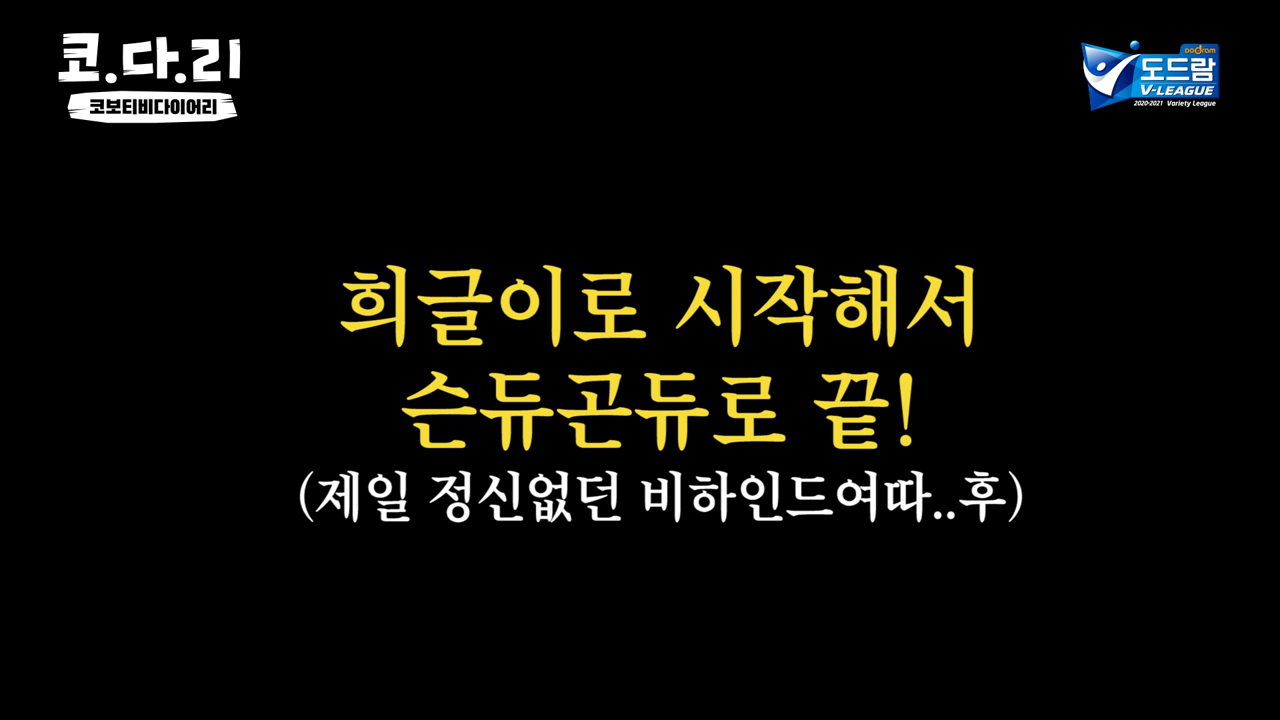 코.다.리
코보티비다이어리
DODRAM
도드람
V-LEAGUE
2020-2021 Variety League
희글이로 시작해서
슨듀곤듀로 끝!
(제일 정신없던 비하인드여따..후)